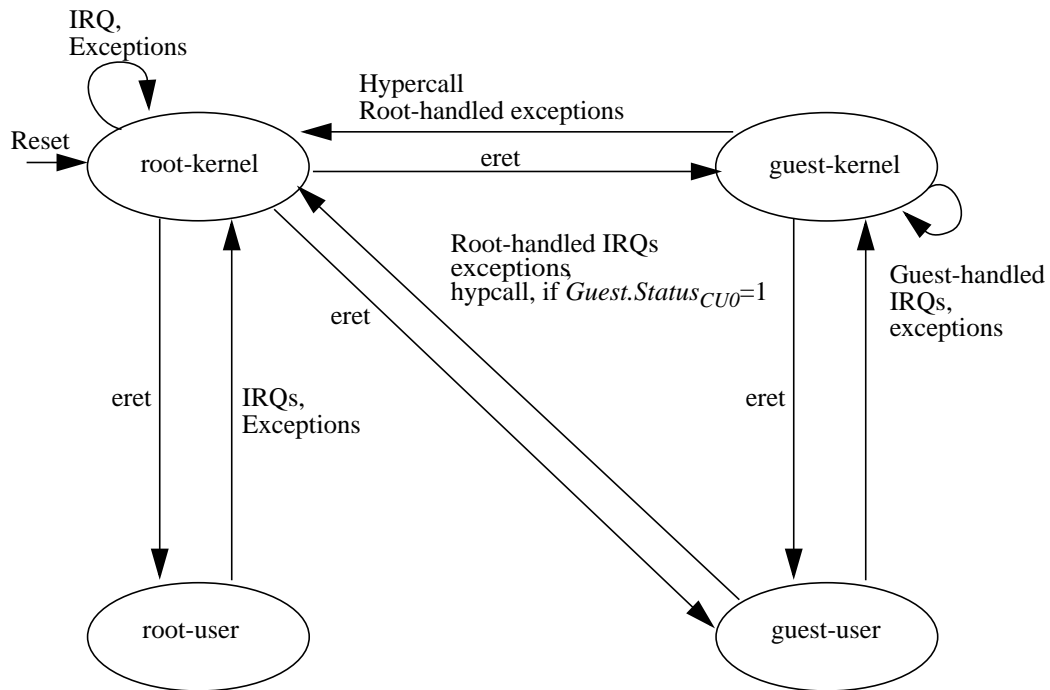 IRQ,
Exceptions
Hypercall
Root-handled exceptions
Reset
root-kernel
eret
guest-kernel
Root-handled IRQs
exceptions,
hypcall, if Guest.Status_CU0=1
Guest-handled
IRQs,
exceptions
eret
eret
IRQs,
Exceptions
eret
root-user
guest-user